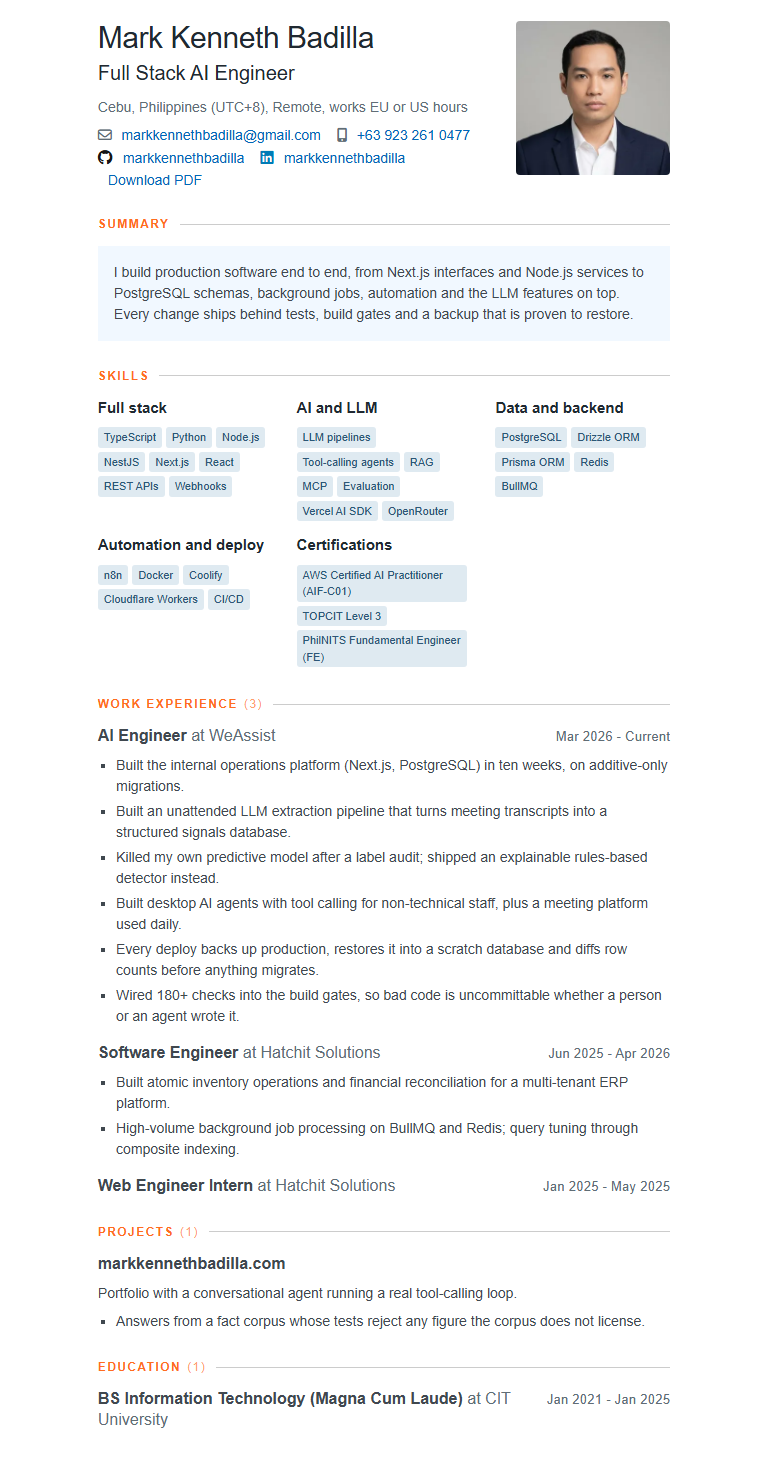 Mark Kenneth Badilla
Full Stack AI Engineer
Cebu, Philippines (UTC+8), Remote, works EU or US hours
markkennethbadilla@gmail.com +63 923 261 0477
markkennethbadilla markkennethbadilla
Download PDF
SUMMARY
I build production software end to end, from Next.js interfaces and Node.js services to
PostgreSQL schemas, background jobs, automation and the LLM features on top.
Every change ships behind tests, build gates and a backup that is proven to restore.
SKILLS
Full stack
TypeScript Python Node.js
NestJS Next.js React
REST APIs Webhooks
AI and LLM
LLM pipelines
Tool-calling agents RAG
MCP Evaluation
Vercel AI SDK OpenRouter
Data and backend
PostgreSQL Drizzle ORM
Prisma ORM Redis
BullMQ
Automation and deploy
n8n Docker Coolify
Cloudflare Workers CI/CD
Certifications
AWS Certified AI Practitioner
(AIF-C01)
TOPCIT Level 3
PhilNITS Fundamental Engineer
(FE)
WORK EXPERIENCE (3)
AI Engineer at WeAssist Mar 2026 - Current
Built the internal operations platform (Next.js, PostgreSQL) in ten weeks, on additive-only
migrations.
Built an unattended LLM extraction pipeline that turns meeting transcripts into a
structured signals database.
Killed my own predictive model after a label audit; shipped an explainable rules-based
detector instead.
Built desktop AI agents with tool calling for non-technical staff, plus a meeting platform
used daily.
Every deploy backs up production, restores it into a scratch database and diffs row
counts before anything migrates.
Wired 180+ checks into the build gates, so bad code is uncommittable whether a person
or an agent wrote it.
Software Engineer at Hatchit Solutions Jun 2025 - Apr 2026
Built atomic inventory operations and financial reconciliation for a multi-tenant ERP
platform.
High-volume background job processing on BullMQ and Redis; query tuning through
composite indexing.
Web Engineer Intern at Hatchit Solutions Jan 2025 - May 2025
PROJECTS (1)
markkennethbadilla.com
Portfolio with a conversational agent running a real tool-calling loop.
Answers from a fact corpus whose tests reject any figure the corpus does not license.
EDUCATION (1)
BS Information Technology (Magna Cum Laude) at CIT Jan 2021 - Jan 2025
University